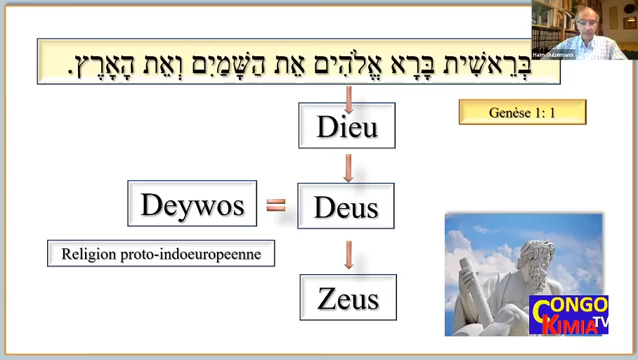 בְּרֵאשִׁית בָּרָא אֱלֹהִים אֵת הַשָּׁמַיִם וְאֵת הָאָרֶץ.
Genèse 1: 1
Dieu
Deywos = Deus
Religion proto-indoeuropeenne
Zeus
CONGO
KIMIA TV